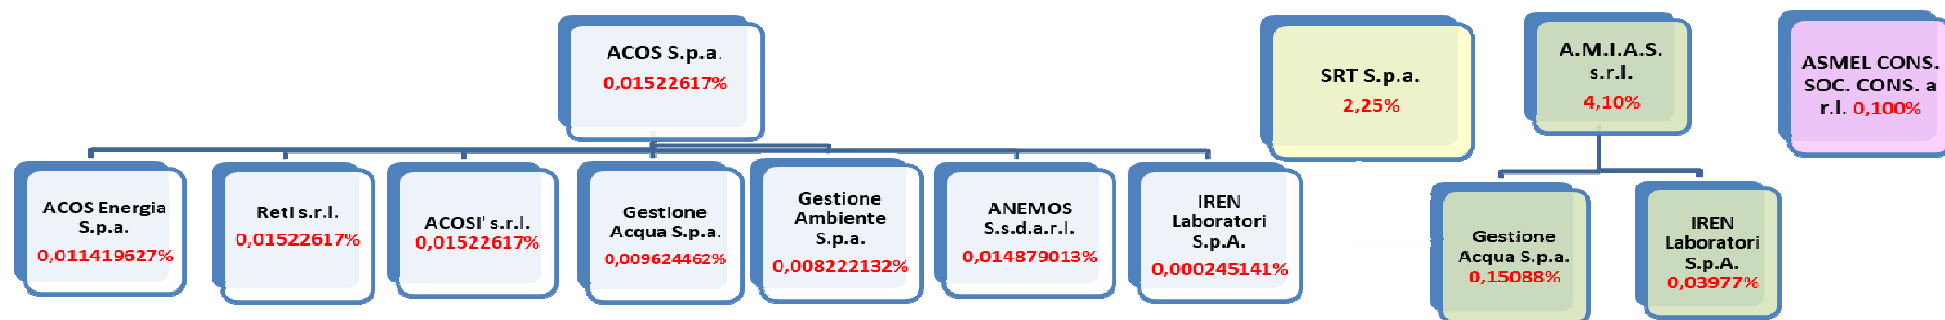 ACOS S.p.a.
0,01522617%
SRT S.p.a.
2,25%
A.M.I.A.S.
s.r.l.
4,10%
ASMEL CONS.
SOC. CONS. a
r.l. 0,100%
ACOS Energia
S.p.a.
0,011419627%
Reti s.r.l.
0,01522617%
ACOSI' s.r.l.
0,01522617%
Gestione
Acqua S.p.a.
0,009624462%
Gestione
Ambiente
S.p.a.
0,008222132%
ANEMOS
S.s.d.a.r.l.
0,014879013%
IREN
Laboratori
S.p.A.
0,000245141%
Gestione
Acqua S.p.a.
0,15088%
IREN
Laboratori
S.p.A.
0,03977%